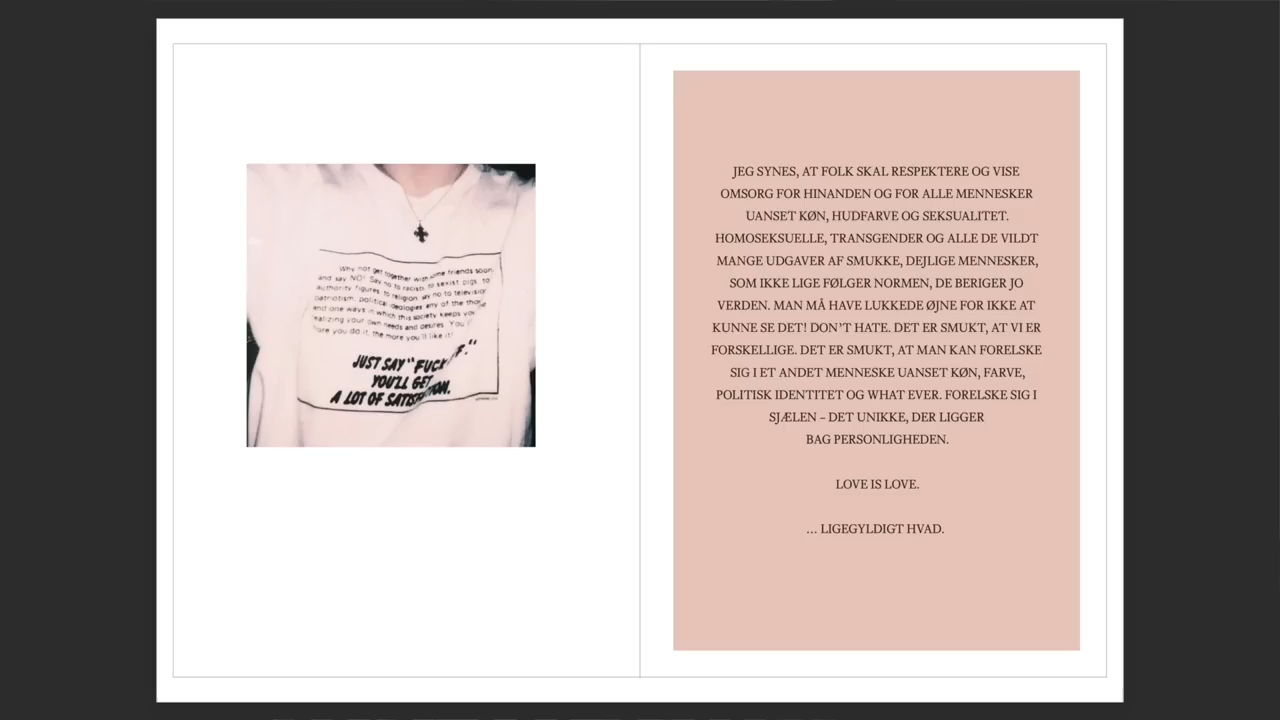 Why not get together with some friends soon,
and say NO! Say no to racists, to sexist pigs, to
authority figures, to religion, say no to television
patriotism, political ideologies any of the thou
and one ways in which this society keeps you
ealizing your own needs and desires. You
ore you do it, the more you'll like it!
JUST SAY "FUCK F."
YOU'LL GET
A LOT OF
JEG SYNES, AT FOLK SKAL RESPEKTERE OG VISE
OMSORG FOR HINANDEN OG FOR ALLE MENNESKER
UANSET KØN, HUDFARVE OG SEKSUALITET.
HOMOSEKSUELLE, TRANSGENDER OG ALLE DE VILDT
MANGE UDGAVER AF SMUKKE, DEJLIGE MENNESKER,
SOM IKKE LIGE FØLGER NORMEN, DE BERIGER JO
VERDEN. MAN MÅ HAVE LUKKEDE ØJNE FOR IKKE AT
KUNNE SE DET! DON'T HATE. DET ER SMUKT, AT VI ER
FORSKELLIGE. DET ER SMUKT, AT MAN KAN FORELSKE
SIG I ET ANDET MENNESKE UANSET KØN, FARVE,
POLITISK IDENTITET OG WHAT EVER. FORELSKE SIG I
SJÆLEN – DET UNIKKE, DER LIGGER
BAG PERSONLIGHEDEN.
LOVE IS LOVE.
... LIGEGYLDIGT HVAD.